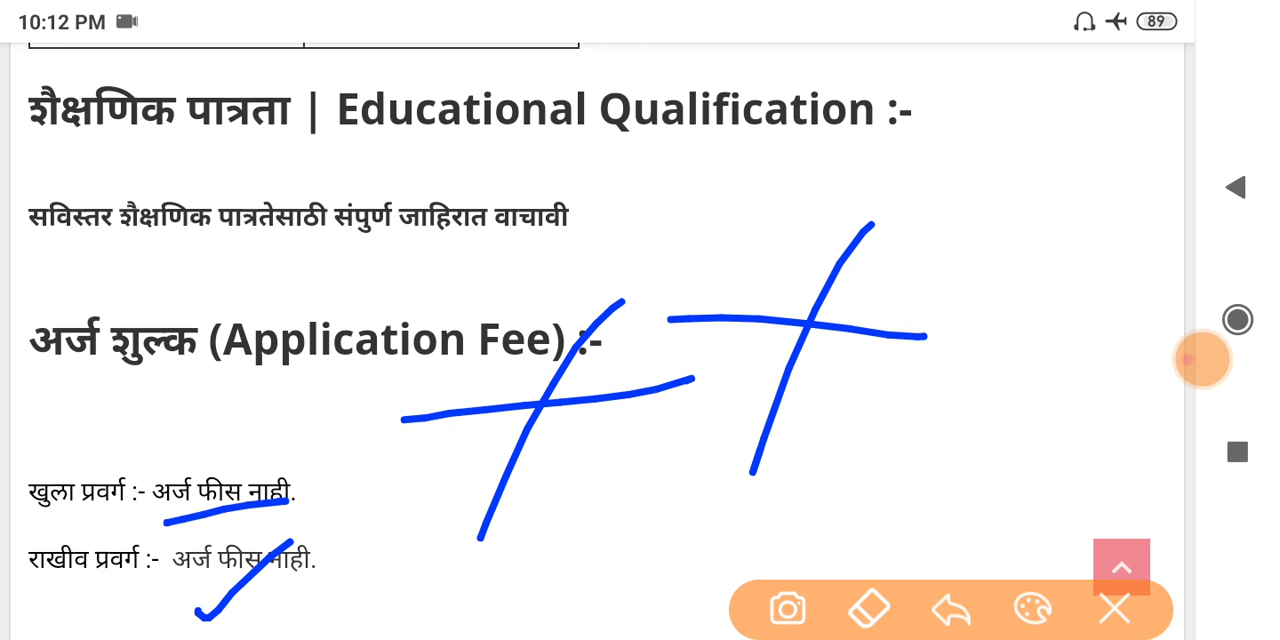 10:12 PM
89
शैक्षणिक पात्रता | Educational Qualification :-
सविस्तर शैक्षणिक पात्रतेसाठी संपुर्ण जाहिरात वाचावी
अर्ज शुल्क (Application Fee) :-
खुला प्रवर्ग :- अर्ज फीस नाही.
राखीव प्रवर्ग :- अर्ज फीस नाही.